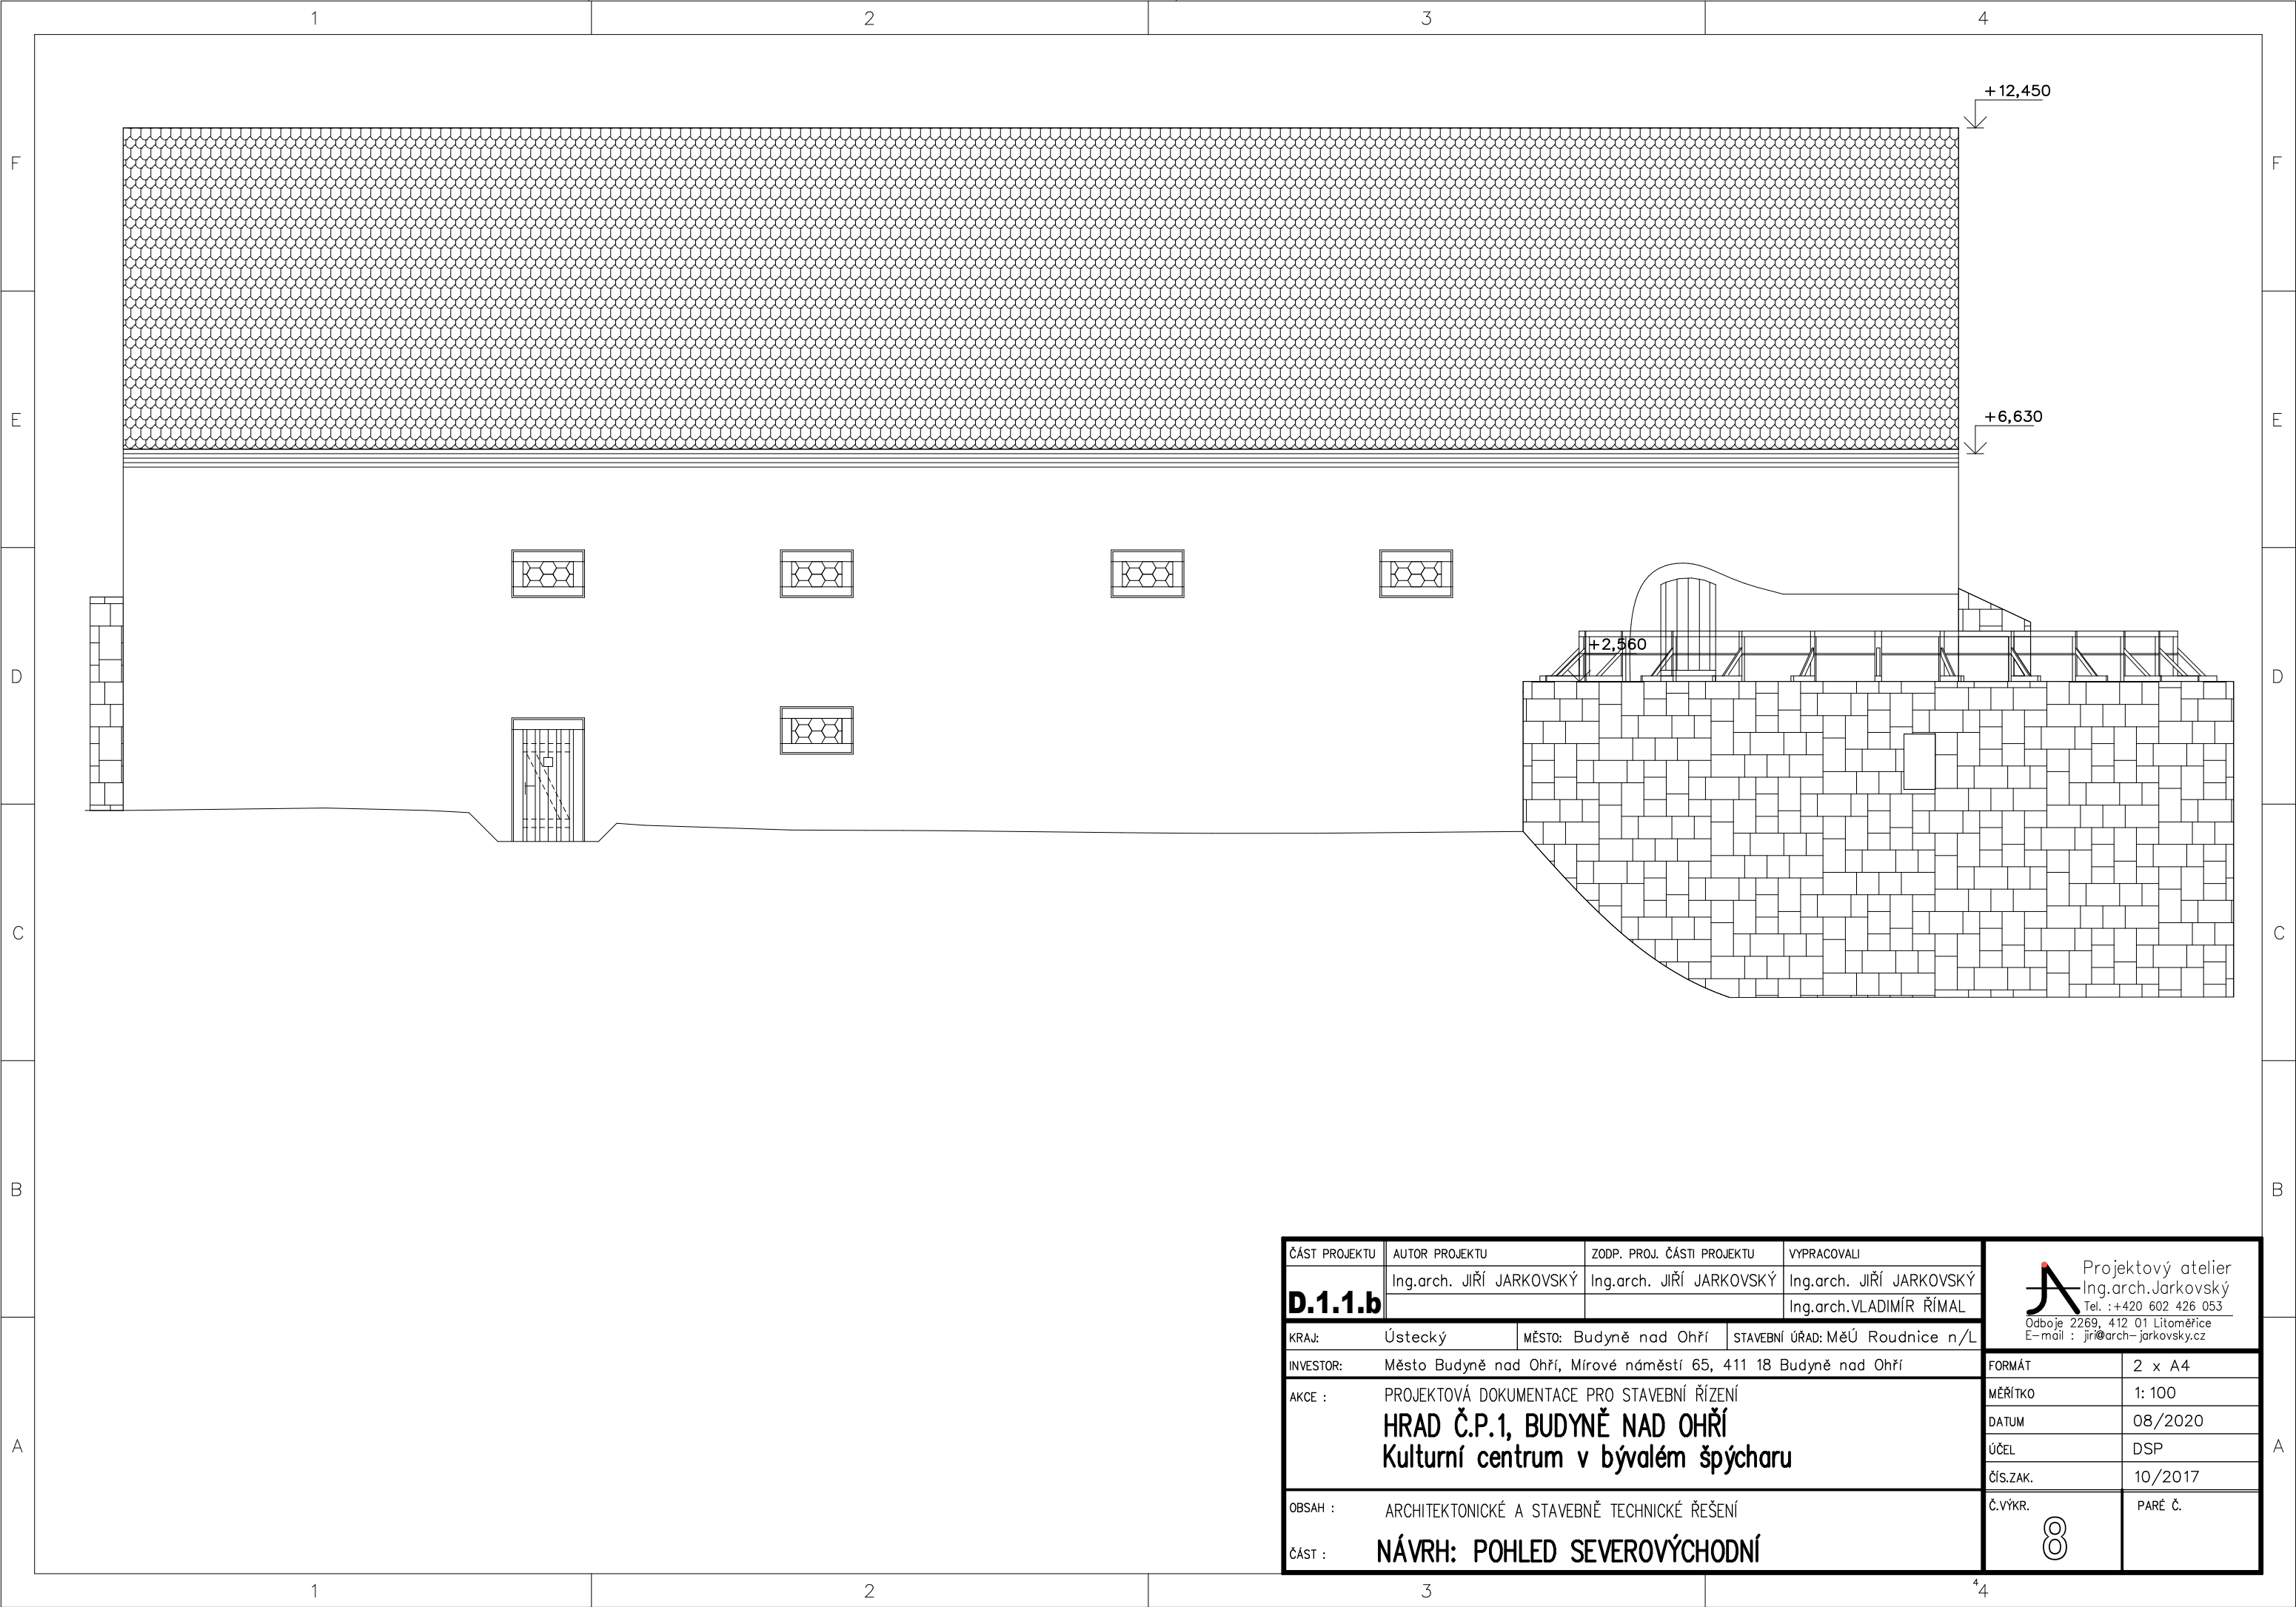 1 2 3 4
+12,450
F F
+6,630
E E
+2,560
D D
C C
B B
A A
ČÁST PROJEKTU AUTOR PROJEKTU ZODP. PROJ. ČÁSTI PROJEKTU VYPRACOVALI
D.1.1.b Ing.arch. JIŘÍ JARKOVSKÝ Ing.arch. JIŘÍ JARKOVSKÝ Ing.arch. JIŘÍ JARKOVSKÝ
Ing.arch.VLADIMÍR ŘÍMAL
Projektový atelier
Ing.arch.Jarkovský
Tel. :+420 602 426 053
Odboje 2269, 412 01 Litoměřice
E-mail : jiri@arch-jarkovsky.cz
KRAJ: Ústecký MĚSTO: Budyně nad Ohří STAVEBNÍ ÚŘAD: MěÚ Roudnice n/L
INVESTOR: Město Budyně nad Ohří, Mírové náměstí 65, 411 18 Budyně nad Ohří
AKCE : PROJEKTOVÁ DOKUMENTACE PRO STAVEBNÍ ŘÍZENÍ
HRAD Č.P.1, BUDYNĚ NAD OHŘÍ
Kulturní centrum v bývalém špýcharu
OBSAH : ARCHITEKTONICKÉ A STAVEBNĚ TECHNICKÉ ŘEŠENÍ
ČÁST : NÁVRH: POHLED SEVEROVÝCHODNÍ
FORMÁT 2 x A4
MĚŘÍTKO 1: 100
DATUM 08/2020
ÚČEL DSP
ČÍS.ZAK. 10/2017
Č.VÝKR. PARÉ Č.
8
1 2 3 4 4